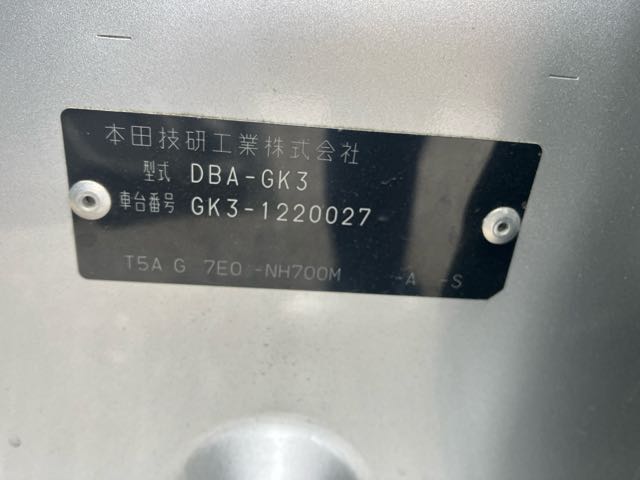 本田技研工業株式会社
型式 DBA-GK3
車台番号 GK3-1220027
T5A G 7E0 -NH700M -A -S